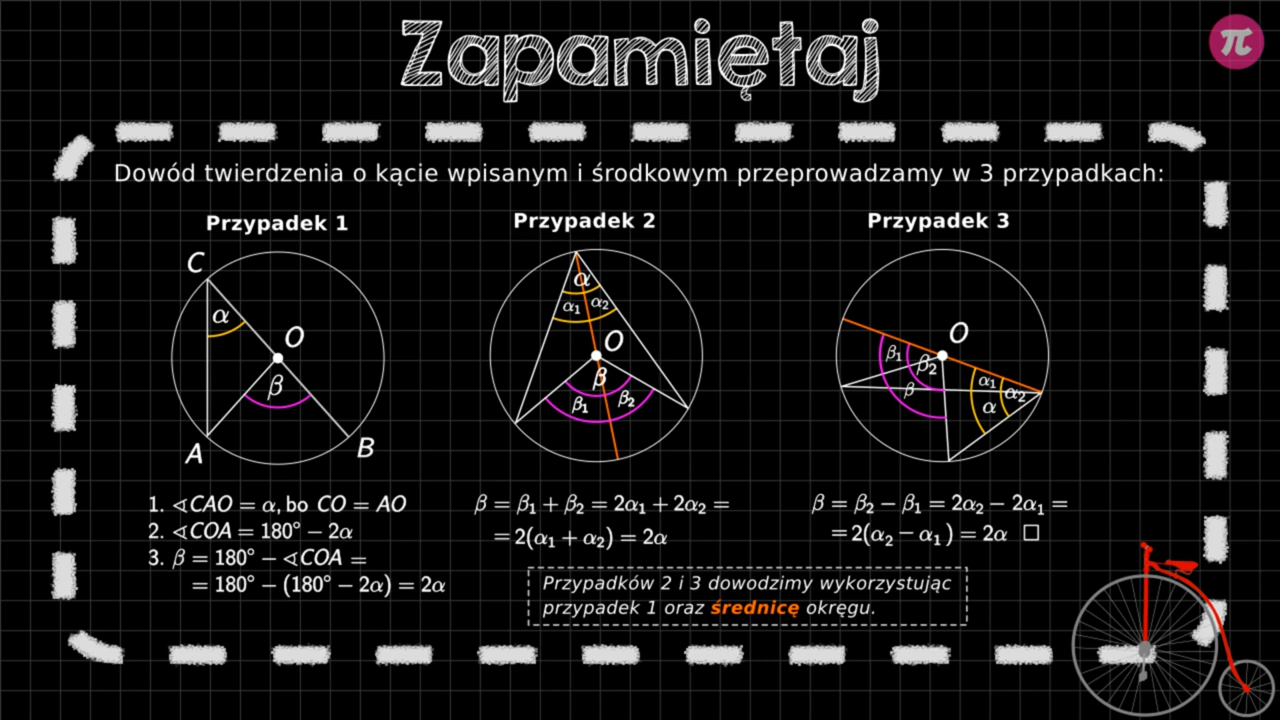 Zapamiętaj
π
Dowód twierdzenia o kącie wpisanym i środkowym przeprowadzamy w 3 przypadkach:
Przypadek 1
Przypadek 2
Przypadek 3
C
α
O
β
A
B
α
α₁ α₂
O
β
β₁ β₂
O
β₁ β₂
β
α₁ α₂
α
1. ∢CAO = α, bo CO = AO
2. ∢COA = 180° − 2α
3. β = 180° − ∢COA =
= 180° − (180° − 2α) = 2α
β = β₁ + β₂ = 2α₁ + 2α₂ =
= 2(α₁ + α₂) = 2α
β = β₂ − β₁ = 2α₂ − 2α₁ =
= 2(α₂ − α₁) = 2α □
Przypadków 2 i 3 dowodzimy wykorzystując
przypadek 1 oraz średnicę okręgu.